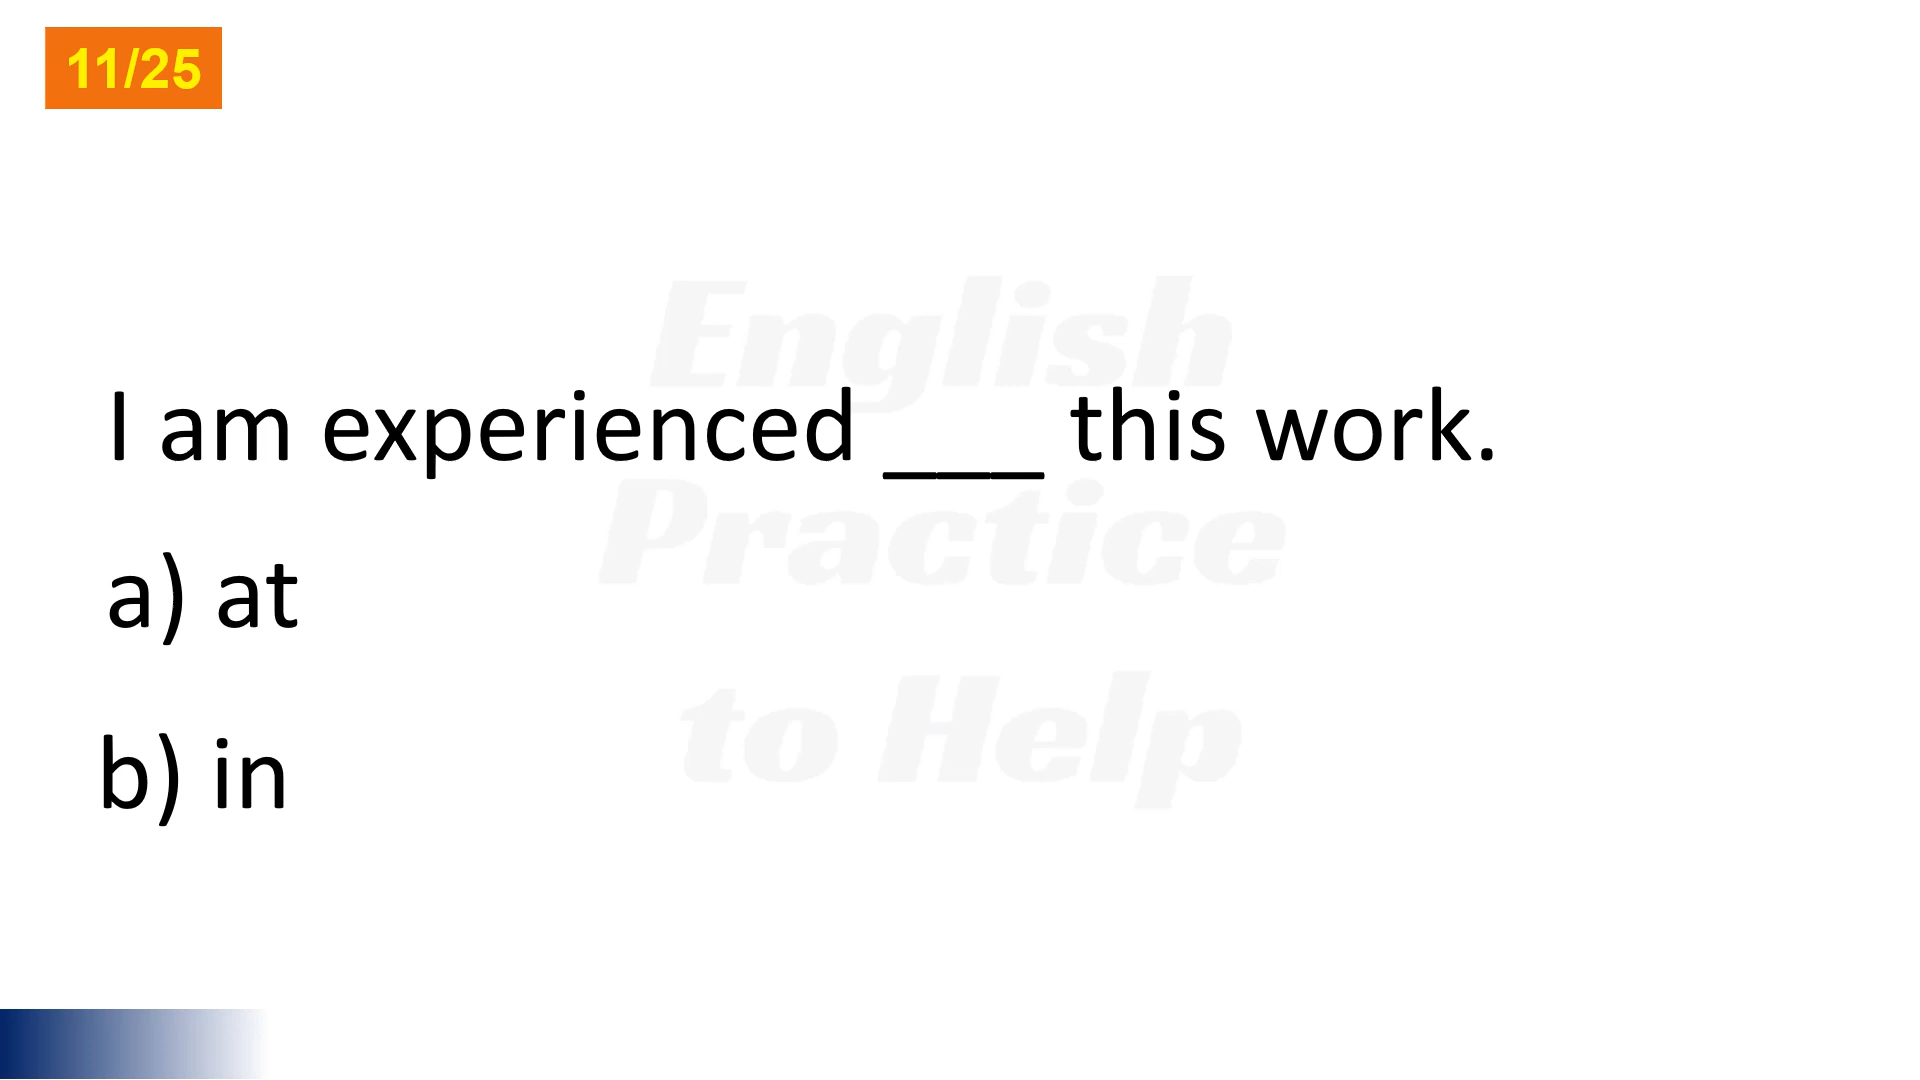 11/25
English
I am experienced ___ this work.
Practice
a) at
to Help
b) in